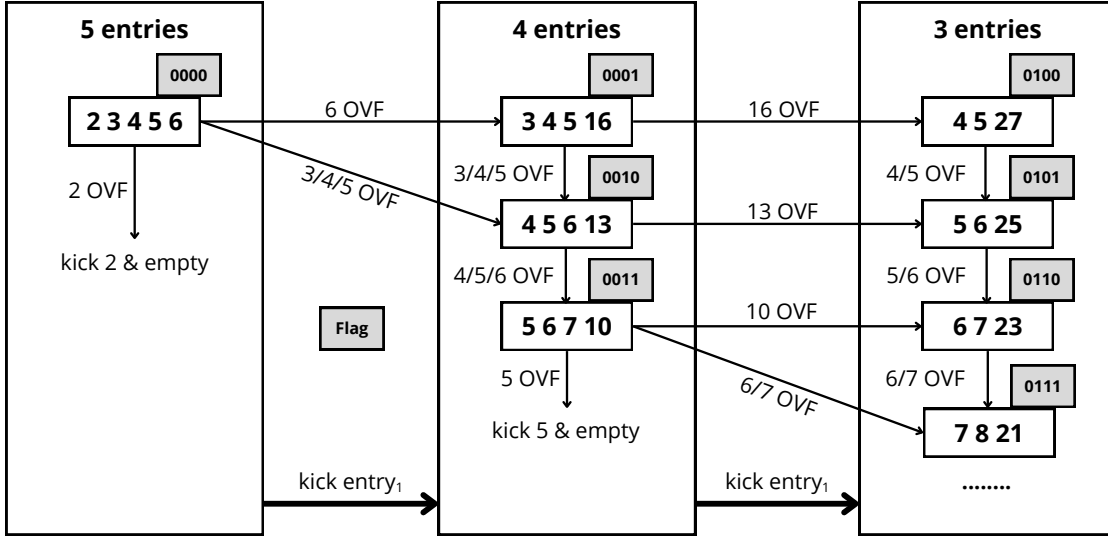 5 entries
4 entries
3 entries
0000
0001
0100
2 3 4 5 6
6 OVF
3 4 5 16
16 OVF
4 5 27
2 OVF
3/4/5 OVF
3/4/5 OVF
0010
4/5 OVF
0101
4 5 6 13
13 OVF
5 6 25
kick 2 & empty
4/5/6 OVF
0011
5/6 OVF
0110
Flag
5 6 7 10
10 OVF
6 7 23
5 OVF
6/7 OVF
6/7 OVF
0111
kick 5 & empty
7 8 21
kick entry₁
kick entry₁
........